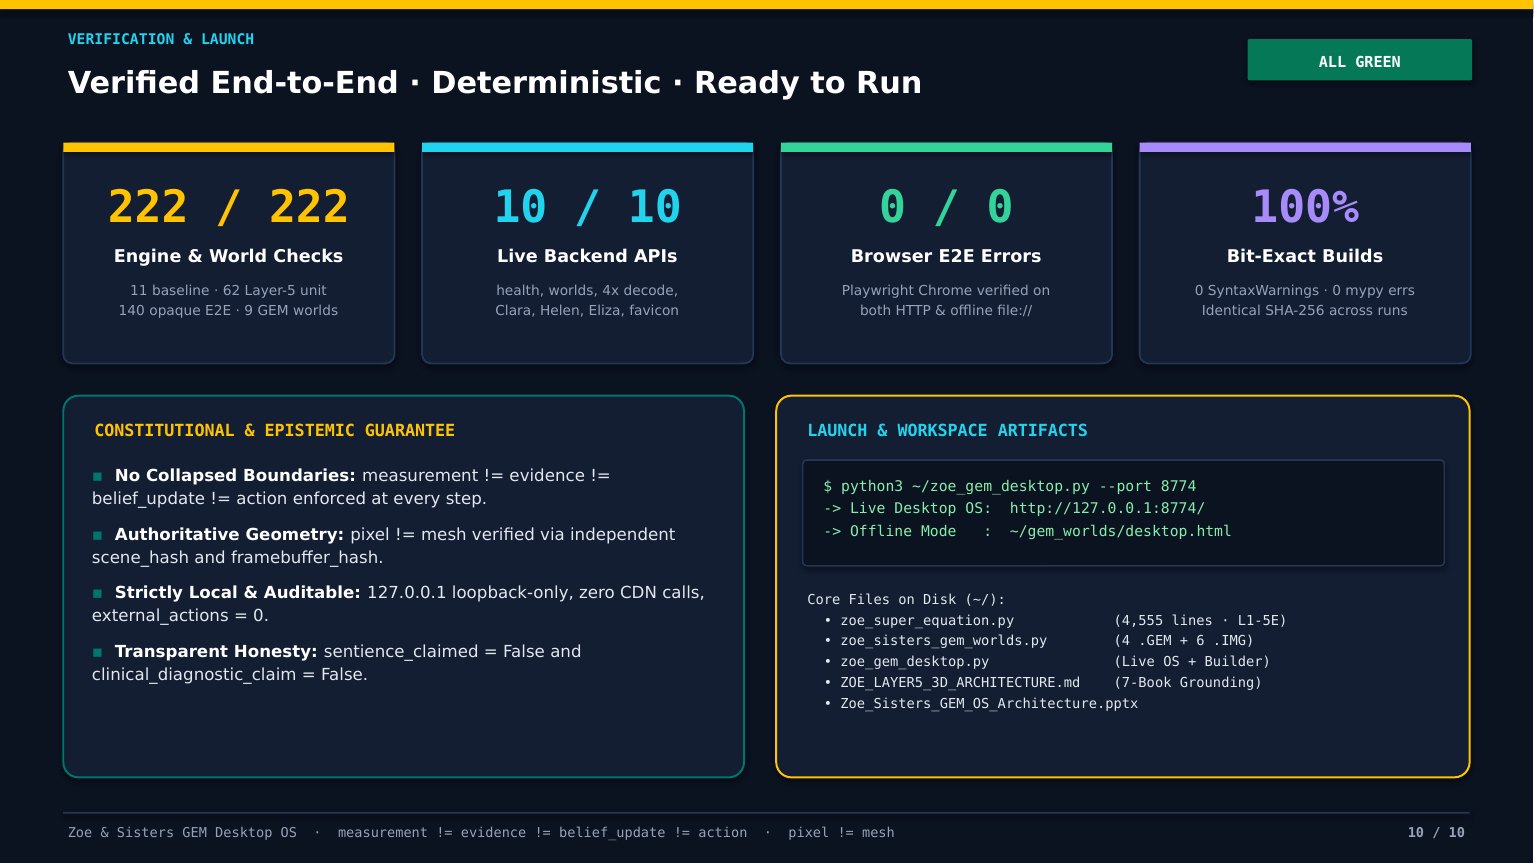 VERIFICATION & LAUNCH
Verified End-to-End · Deterministic · Ready to Run
ALL GREEN
222 / 222
Engine & World Checks
11 baseline · 62 Layer-5 unit
140 opaque E2E · 9 GEM worlds
10 / 10
Live Backend APIs
health, worlds, 4x decode,
Clara, Helen, Eliza, favicon
0 / 0
Browser E2E Errors
Playwright Chrome verified on
both HTTP & offline file://
100%
Bit-Exact Builds
0 SyntaxWarnings · 0 mypy errs
Identical SHA-256 across runs
CONSTITUTIONAL & EPISTEMIC GUARANTEE
■ No Collapsed Boundaries: measurement != evidence !=
belief_update != action enforced at every step.
■ Authoritative Geometry: pixel != mesh verified via independent
scene_hash and framebuffer_hash.
■ Strictly Local & Auditable: 127.0.0.1 loopback-only, zero CDN calls,
external_actions = 0.
■ Transparent Honesty: sentience_claimed = False and
clinical_diagnostic_claim = False.
LAUNCH & WORKSPACE ARTIFACTS
$ python3 ~/zoe_gem_desktop.py --port 8774
-> Live Desktop OS:  http://127.0.0.1:8774/
-> Offline Mode   :  ~/gem_worlds/desktop.html
Core Files on Disk (~/):
• zoe_super_equation.py (4,555 lines · L1-5E)
• zoe_sisters_gem_worlds.py (4 .GEM + 6 .IMG)
• zoe_gem_desktop.py (Live OS + Builder)
• ZOE_LAYER5_3D_ARCHITECTURE.md (7-Book Grounding)
• Zoe_Sisters_GEM_OS_Architecture.pptx
Zoe & Sisters GEM Desktop OS · measurement != evidence != belief_update != action · pixel != mesh
10 / 10